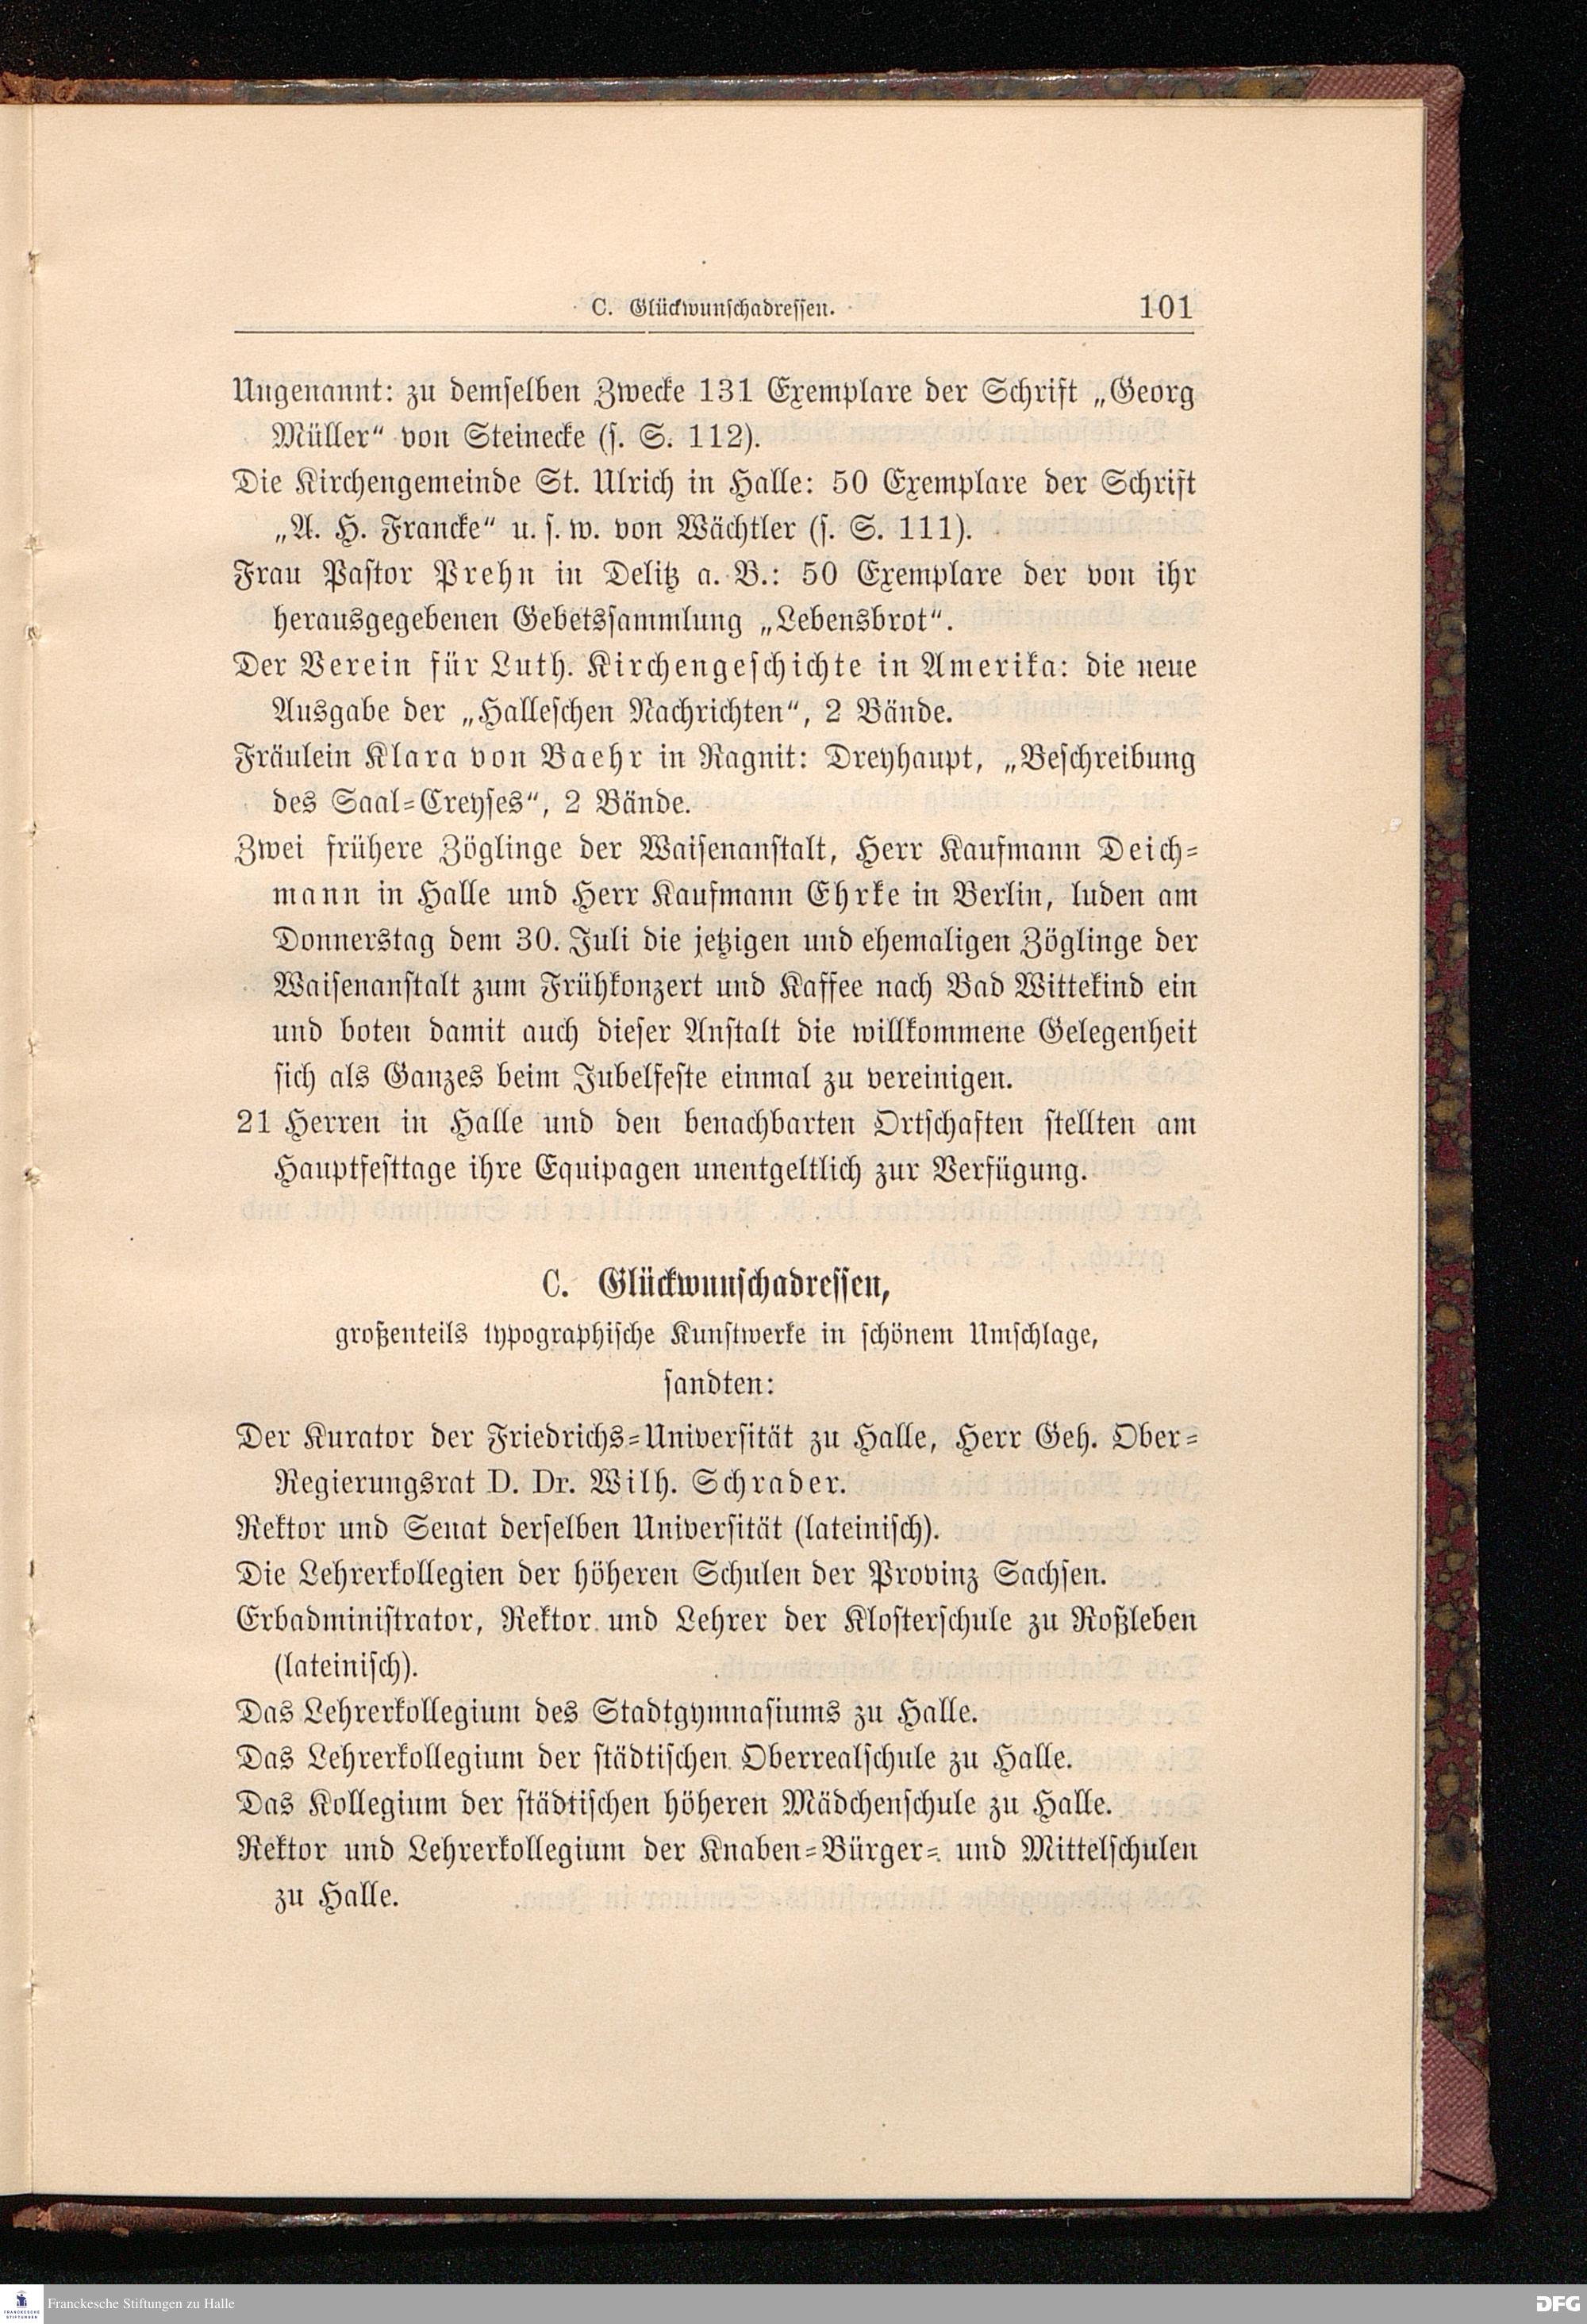 C. Glückwunschadressen. 101
Ungenannt: zu demselben Zwecke 131 Exemplare der Schrift „Georg
Müller“ von Steinecke (s. S. 112).
Die Kirchengemeinde St. Ulrich in Halle: 50 Exemplare der Schrift
„A. H. Francke“ u. s. w. von Wächtler (s. S. 111).
Frau Pastor Prehn in Delitz a. B.: 50 Exemplare der von ihr
herausgegebenen Gebetssammlung „Lebensbrot“.
Der Verein für Luth. Kirchengeschichte in Amerika: die neue
Ausgabe der „Halleschen Nachrichten“, 2 Bände.
Fräulein Klara von Baehr in Ragnit: Dreyhaupt, „Beschreibung
des Saal-Creyses“, 2 Bände.
Zwei frühere Zöglinge der Waisenanstalt, Herr Kaufmann Deich-
mann in Halle und Herr Kaufmann Ehrke in Berlin, luden am
Donnerstag dem 30. Juli die jetzigen und ehemaligen Zöglinge der
Waisenanstalt zum Frühkonzert und Kaffee nach Bad Wittekind ein
und boten damit auch dieser Anstalt die willkommene Gelegenheit
sich als Ganzes beim Jubelfeste einmal zu vereinigen.
21 Herren in Halle und den benachbarten Ortschaften stellten am
Hauptfesttage ihre Equipagen unentgeltlich zur Verfügung.
C. Glückwunschadressen,
großenteils typographische Kunstwerke in schönem Umschlage,
sandten:
Der Kurator der Friedrichs-Universität zu Halle, Herr Geh. Ober-
Regierungsrat D. Dr. Wilh. Schrader.
Rektor und Senat derselben Universität (lateinisch).
Die Lehrerkollegien der höheren Schulen der Provinz Sachsen.
Erbadministrator, Rektor und Lehrer der Klosterschule zu Roßleben
(lateinisch).
Das Lehrerkollegium des Stadtgymnasiums zu Halle.
Das Lehrerkollegium der städtischen Oberrealschule zu Halle.
Das Kollegium der städtischen höheren Mädchenschule zu Halle.
Rektor und Lehrerkollegium der Knaben-Bürger- und Mittelschulen
zu Halle.
FRANCKESCHE
STIFTUNGEN
Franckesche Stiftungen zu Halle
DFG